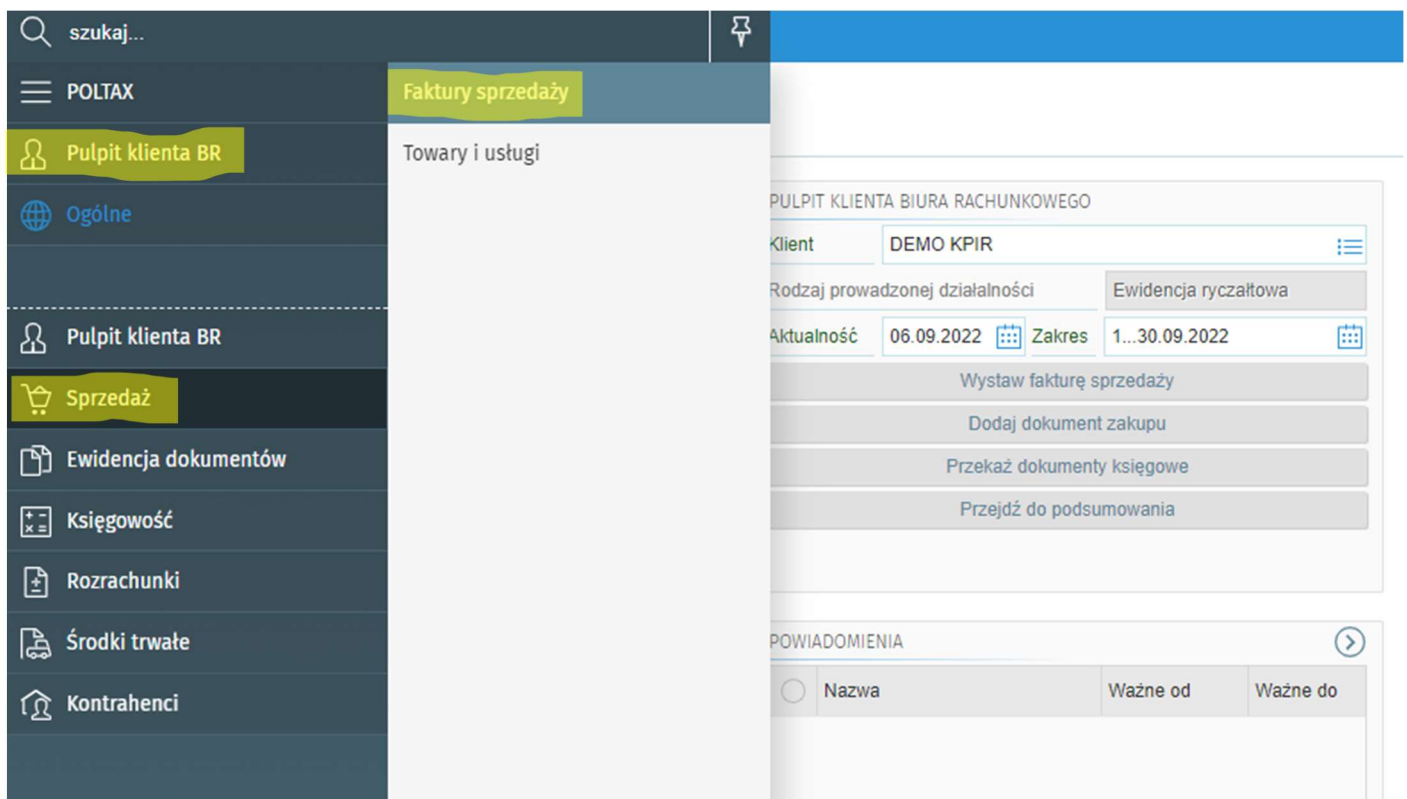 szukaj...
POLTAX
Pulpit klienta BR
Ogólne
Pulpit klienta BR
Sprzedaż
Ewidencja dokumentów
Księgowość
Rozrachunki
Środki trwałe
Kontrahenci
Faktury sprzedaży
Towary i usługi
PULPIT KLIENTA BIURA RACHUNKOWEGO
Klient DEMO KPIR
Rodzaj prowadzonej działalności Ewidencja ryczałtowa
Aktualność 06.09.2022 Zakres 1...30.09.2022
Wystaw fakturę sprzedaży
Dodaj dokument zakupu
Przekaż dokumenty księgowe
Przejdź do podsumowania
POWIADOMIENIA
Nazwa Ważne od Ważne do